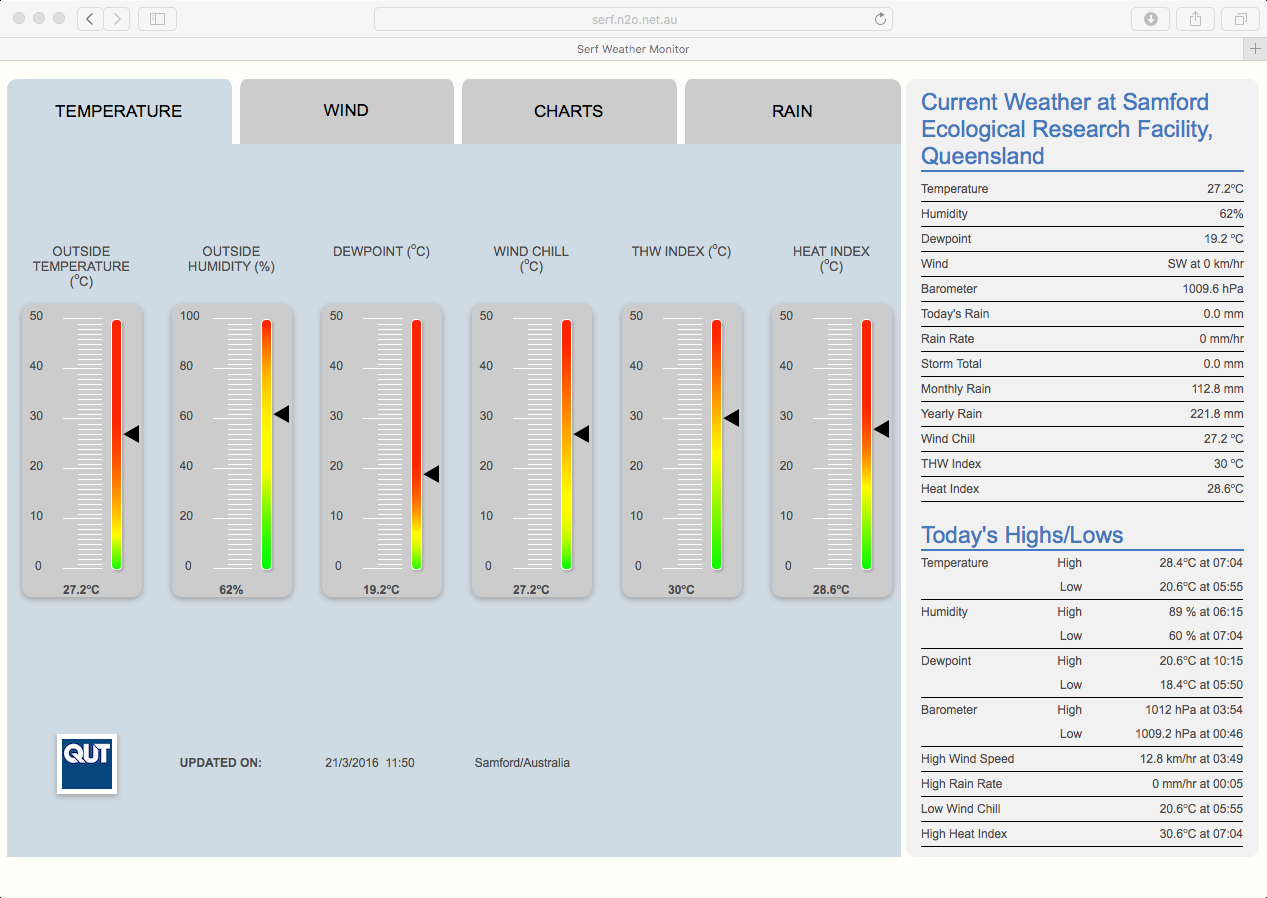 serf.n2o.net.au
Serf Weather Monitor
TEMPERATURE
WIND
CHARTS
RAIN
OUTSIDE
TEMPERATURE
(°C)
50
40
30
20
10
0
27.2°C
OUTSIDE
HUMIDITY (%)
100
80
60
40
20
0
62%
DEWPOINT (°C)
50
40
30
20
10
0
19.2°C
WIND CHILL
(°C)
50
40
30
20
10
0
27.2°C
THW INDEX (°C)
50
40
30
20
10
0
30°C
HEAT INDEX
(°C)
50
40
30
20
10
0
28.6°C
QUT
UPDATED ON: 21/3/2016 11:50 Samford/Australia
Current Weather at Samford
Ecological Research Facility,
Queensland
Temperature 27.2°C
Humidity 62%
Dewpoint 19.2 °C
Wind SW at 0 km/hr
Barometer 1009.6 hPa
Today's Rain 0.0 mm
Rain Rate 0 mm/hr
Storm Total 0.0 mm
Monthly Rain 112.8 mm
Yearly Rain 221.8 mm
Wind Chill 27.2 °C
THW Index 30 °C
Heat Index 28.6°C
Today's Highs/Lows
Temperature High 28.4°C at 07:04
Low 20.6°C at 05:55
Humidity High 89 % at 06:15
Low 60 % at 07:04
Dewpoint High 20.6°C at 10:15
Low 18.4°C at 05:50
Barometer High 1012 hPa at 03:54
Low 1009.2 hPa at 00:46
High Wind Speed 12.8 km/hr at 03:49
High Rain Rate 0 mm/hr at 00:05
Low Wind Chill 20.6°C at 05:55
High Heat Index 30.6°C at 07:04